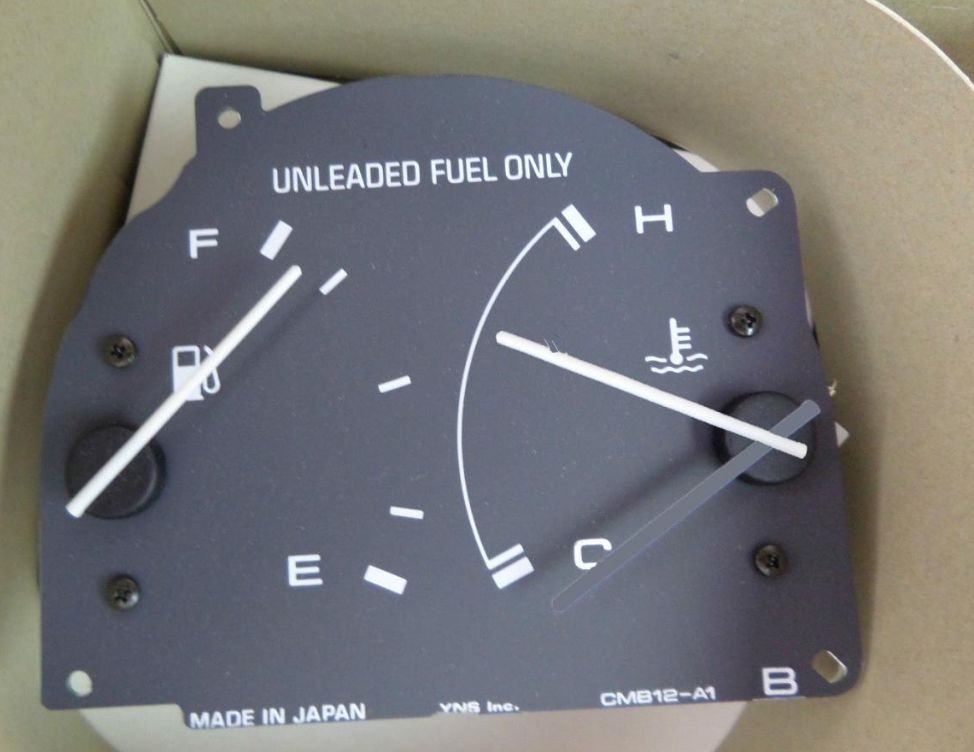 UNLEADED FUEL ONLY
F
H
E
C
B
MADE IN JAPAN
YNS Inc.
CMB12-A1